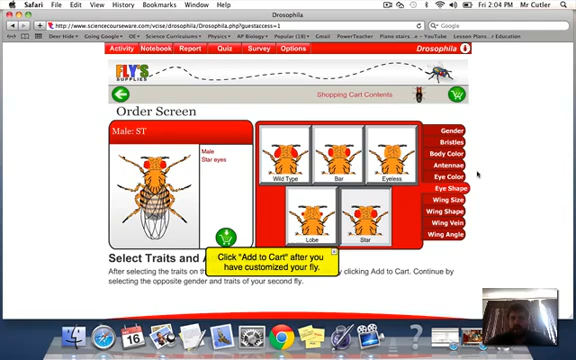 Safari File Edit View History Bookmarks Window Help
Fri 2:04 PM Mr Cutler
Drosophila
http://www.sciencecourseware.com/vcise/drosophila/Drosophila.php?guestaccess=1
Google
Deer Hide Going Google AP Biology Popular (18) Gmail PowerTeacher YouTube Lesson Plans
Activity Notebook Report Quiz Survey Options
Drosophila
FLY'S
SUPPLIES
Shopping Cart Contents
Order Screen
Male: ST
Male
Star eyes
Wild Type
Bar
Eyeless
Lobe
Star
Gender
Bristles
Body Color
Antennae
Eye Color
Eye Shape
Wing Size
Wing Shape
Wing Vein
Wing Angle
Click "Add to Cart" after you
have customized your fly.
Select Traits and A
After selecting the traits on
clicking Add to Cart. Continue by
selecting the opposite gender and traits of your second fly.
16